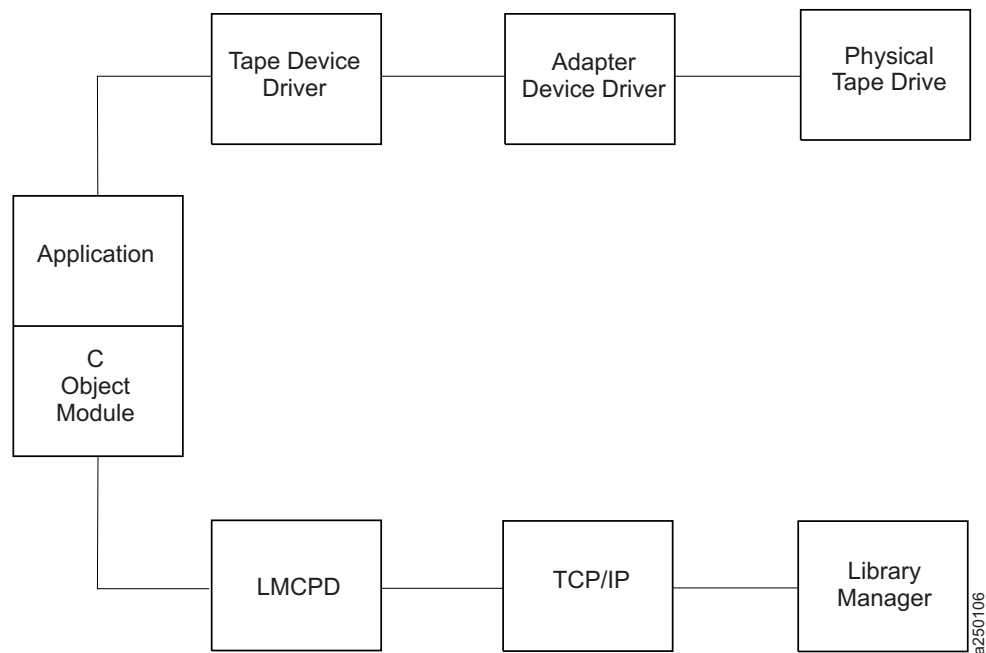 Tape Device
Driver
Adapter
Device Driver
Physical
Tape Drive
Application
C
Object
Module
LMCPD
TCP/IP
Library
Manager
a250106